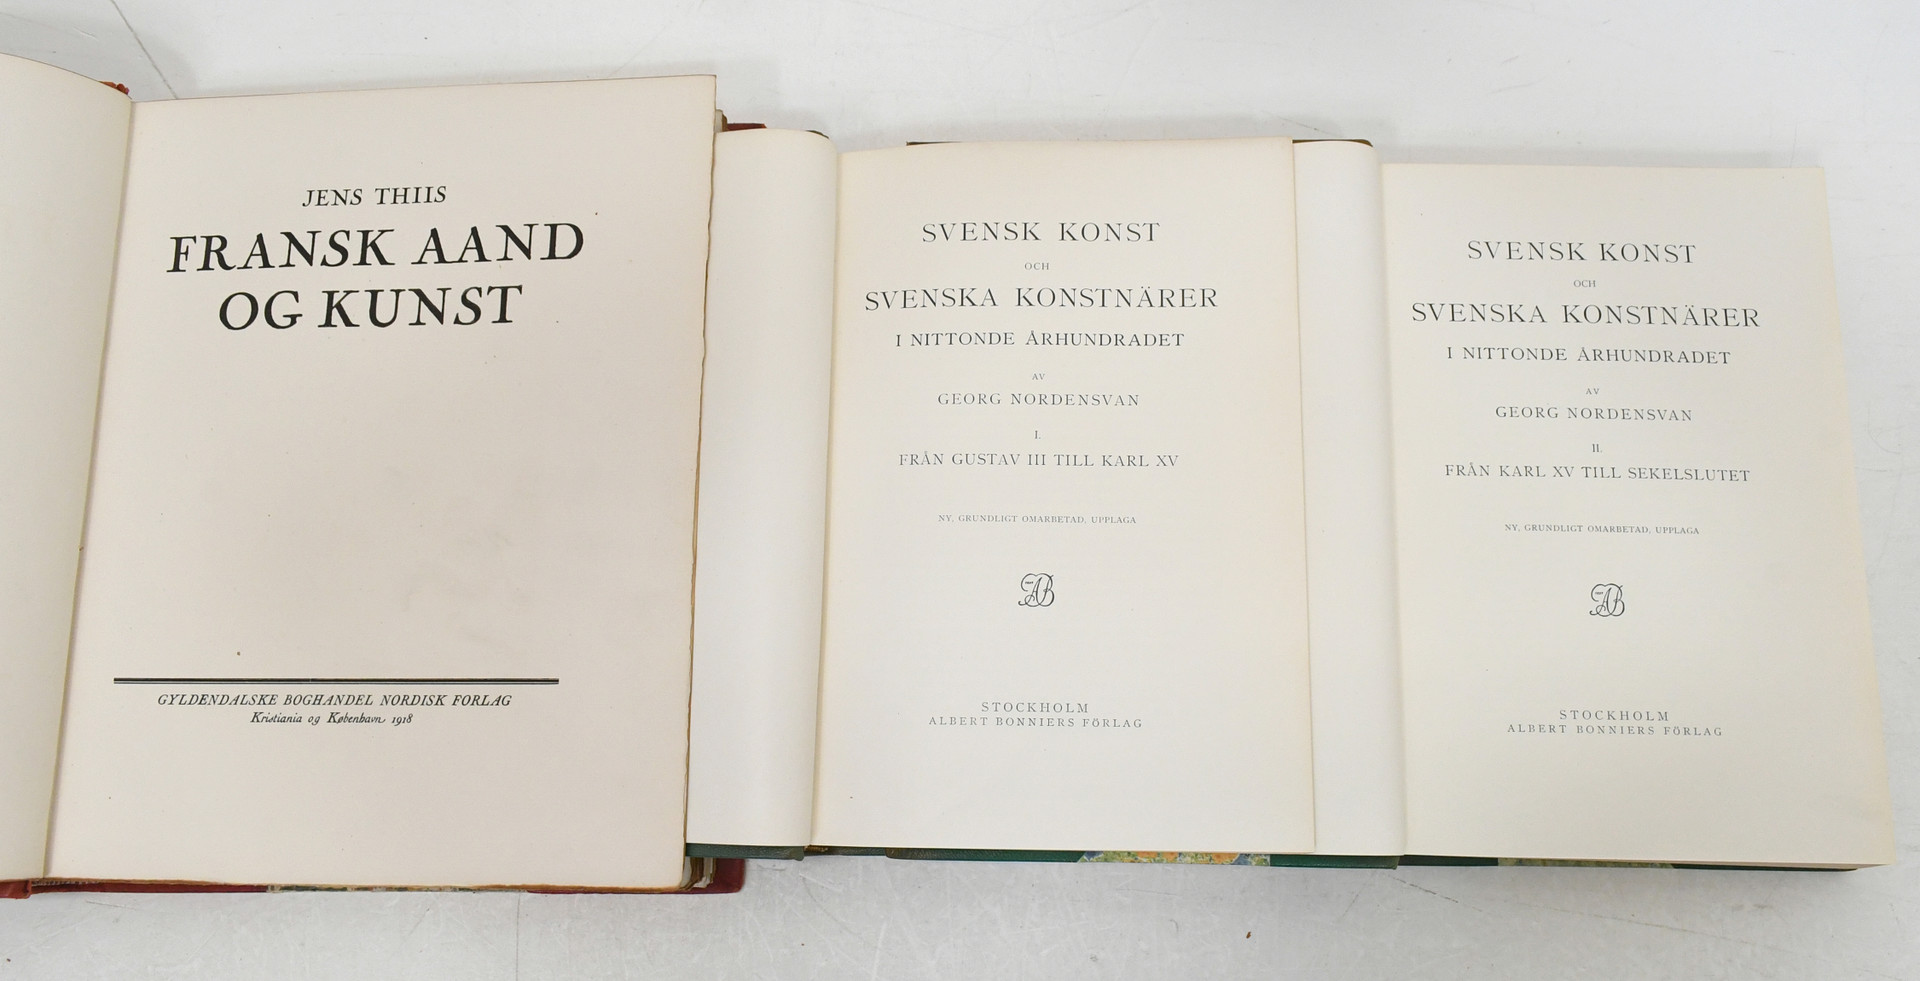 JENS THIIS
FRANSK AAND
OG KUNST
GYLDENDALSKE BOGHANDEL NORDISK FORLAG
Kristiania og København 1918
SVENSK KONST
OCH
SVENSKA KONSTNÄRER
I NITTONDE ÅRHUNDRADET
AV
GEORG NORDENSVAN
I.
FRÅN GUSTAV III TILL KARL XV
NY, GRUNDLIGT OMARBETAD, UPPLAGA
AB
STOCKHOLM
ALBERT BONNIERS FÖRLAG
SVENSK KONST
OCH
SVENSKA KONSTNÄRER
I NITTONDE ÅRHUNDRADET
AV
GEORG NORDENSVAN
II.
FRÅN KARL XV TILL SEKELSLUTET
NY, GRUNDLIGT OMARBETAD, UPPLAGA
AB
STOCKHOLM
ALBERT BONNIERS FÖRLAG